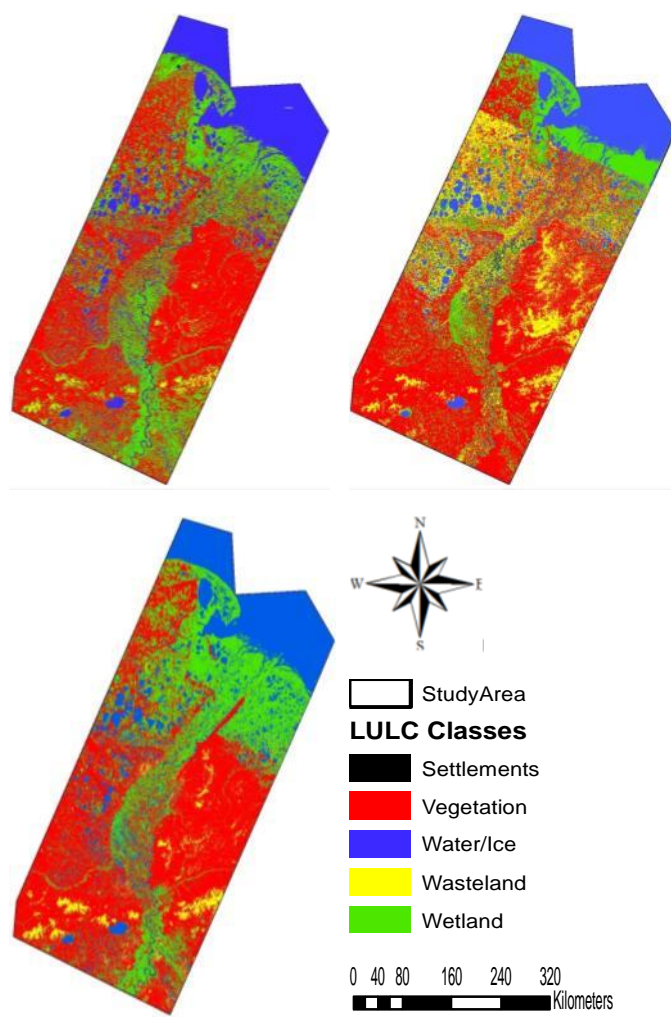 N
W E
S
StudyArea
LULC Classes
Settlements
Vegetation
Water/Ice
Wasteland
Wetland
0 40 80 160 240 320
Kilometers